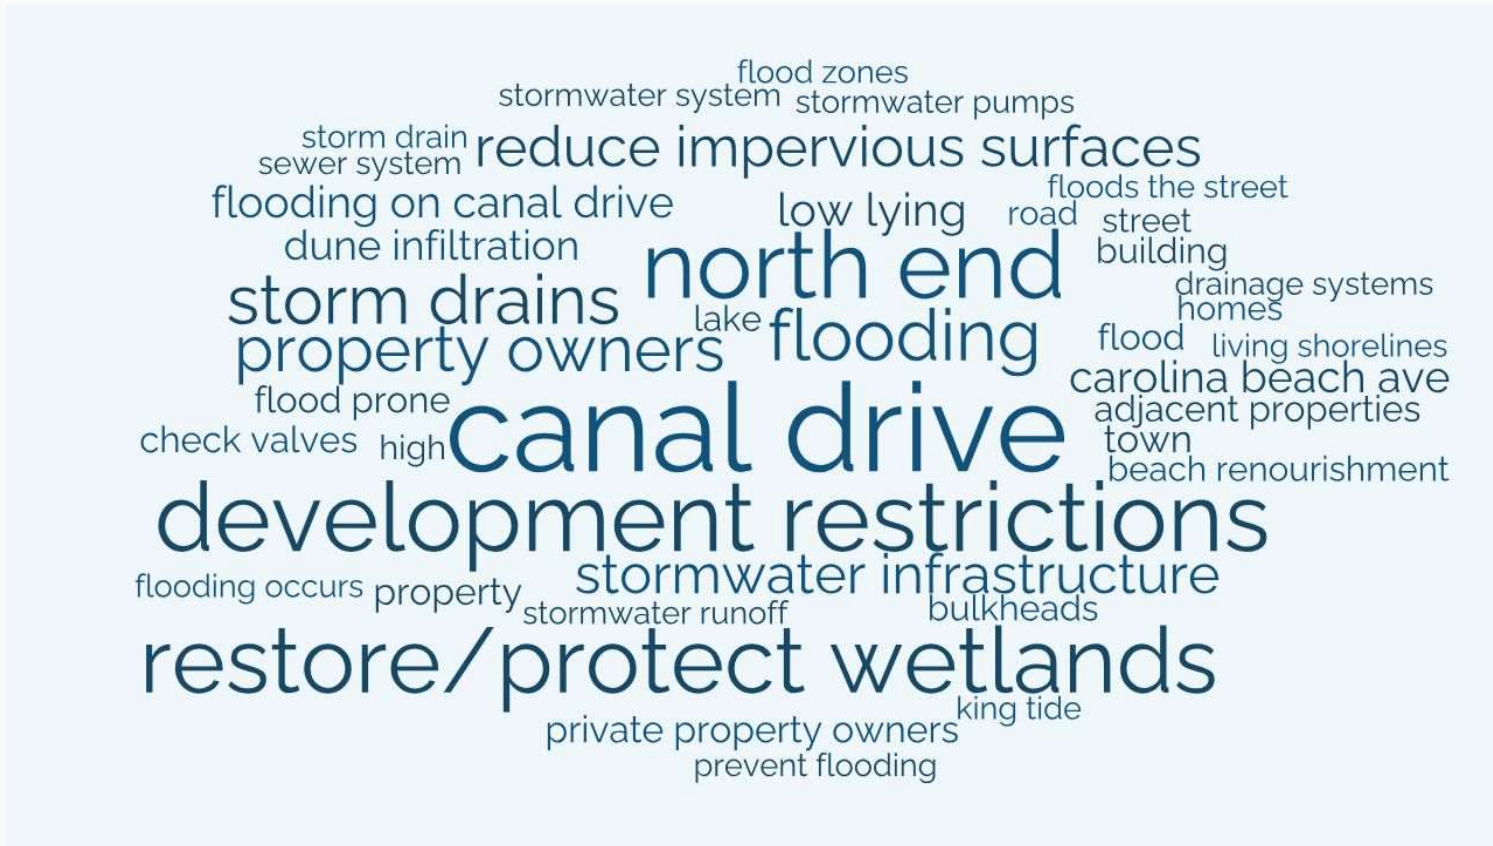 flood zones
stormwater system stormwater pumps
storm drain
reduce impervious surfaces
sewer system
floods the street
flooding on canal drive
low lying
road
street
dune infiltration
north end
building
storm drains
drainage systems
homes
lake
flooding
flood
living shorelines
property owners
carolina beach ave
flood prone
canal drive
adjacent properties
check valves
high
town
beach renourishment
development restrictions
stormwater infrastructure
flooding occurs
property
stormwater runoff
bulkheads
restore/protect wetlands
king tide
private property owners
prevent flooding